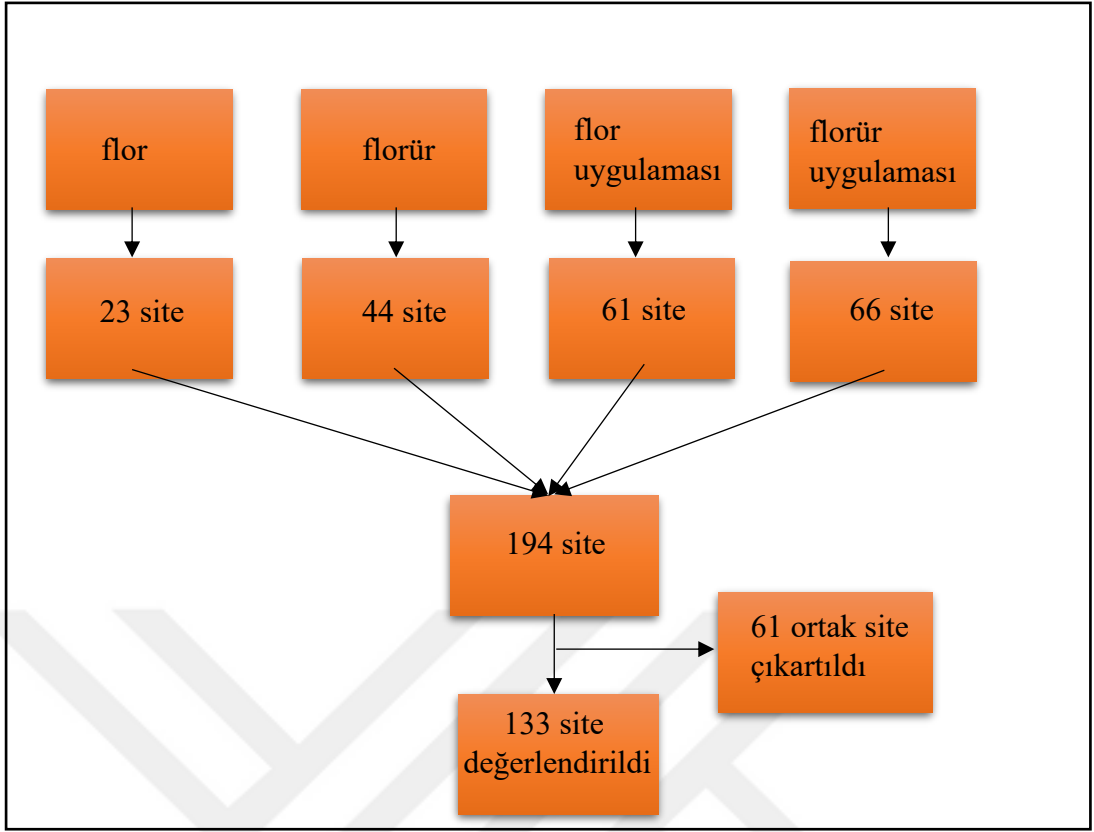 flor
florür
flor
uygulaması
florür
uygulaması
23 site
44 site
61 site
66 site
194 site
61 ortak site
çıkartıldı
133 site
değerlendirildi